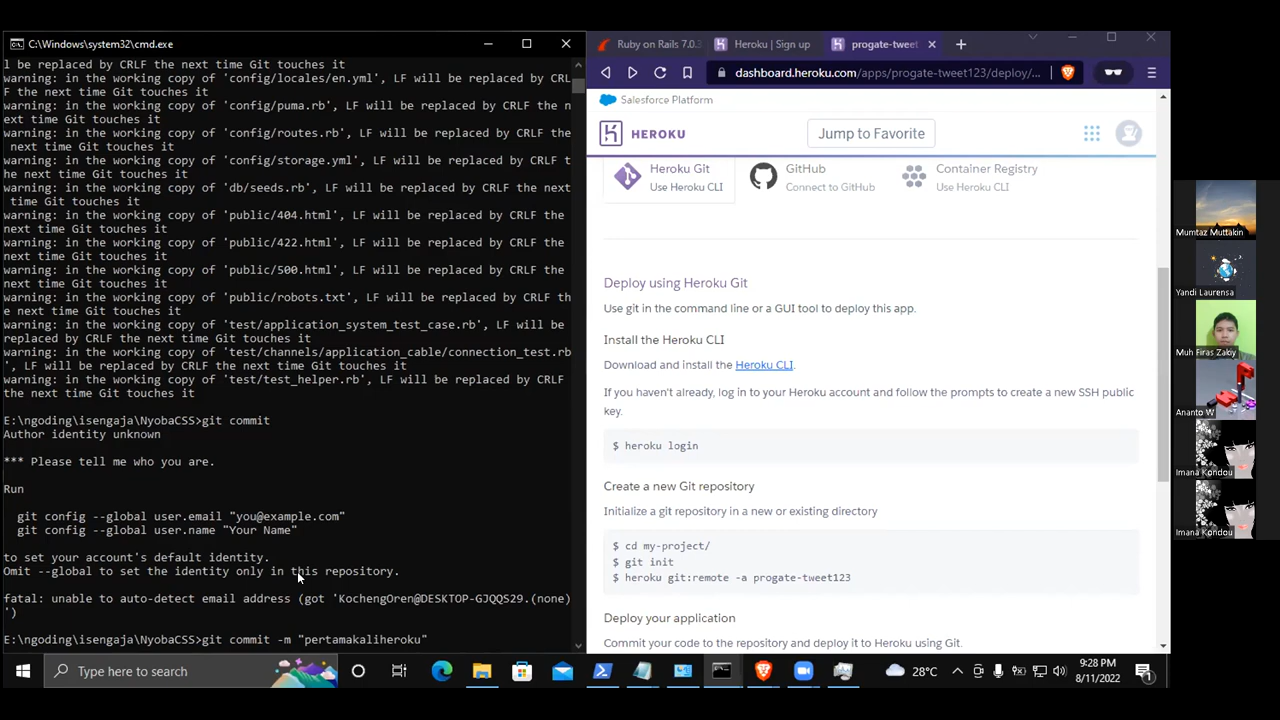 C:\Windows\system32\cmd.exe
l be replaced by CRLF the next time Git touches it
warning: in the working copy of 'config/locales/en.yml', LF will be replaced by CRL
F the next time Git touches it
warning: in the working copy of 'config/puma.rb', LF will be replaced by CRLF the n
ext time Git touches it
warning: in the working copy of 'config/routes.rb', LF will be replaced by CRLF the
 next time Git touches it
warning: in the working copy of 'config/storage.yml', LF will be replaced by CRLF t
he next time Git touches it
warning: in the working copy of 'db/seeds.rb', LF will be replaced by CRLF the next
 time Git touches it
warning: in the working copy of 'public/404.html', LF will be replaced by CRLF the
next time Git touches it
warning: in the working copy of 'public/422.html', LF will be replaced by CRLF the
next time Git touches it
warning: in the working copy of 'public/500.html', LF will be replaced by CRLF the
next time Git touches it
warning: in the working copy of 'public/robots.txt', LF will be replaced by CRLF th
e next time Git touches it
warning: in the working copy of 'test/application_system_test_case.rb', LF will be
replaced by CRLF the next time Git touches it
warning: in the working copy of 'test/channels/application_cable/connection_test.rb
', LF will be replaced by CRLF the next time Git touches it
warning: in the working copy of 'test/test_helper.rb', LF will be replaced by CRLF
the next time Git touches it
E:\ngoding\isengaja\NyobaCSS>git commit
Author identity unknown
*** Please tell me who you are.
Run
git config --global user.email "you@example.com"
git config --global user.name "Your Name"
to set your account's default identity.
Omit --global to set the identity only in this repository.
fatal: unable to auto-detect email address (got 'KochengOren@DESKTOP-GJQQS29.(none)
')
E:\ngoding\isengaja\NyobaCSS>git commit -m "pertamakaliheroku"
Ruby on Rails 7.0.3
Heroku | Sign up
progate-tweet
dashboard.heroku.com/apps/progate-tweet123/deploy/...
Salesforce Platform
HEROKU
Jump to Favorite
Heroku Git
Use Heroku CLI
GitHub
Connect to GitHub
Container Registry
Use Heroku CLI
Deploy using Heroku Git
Use git in the command line or a GUI tool to deploy this app.
Install the Heroku CLI
Download and install the Heroku CLI.
If you haven't already, log in to your Heroku account and follow the prompts to create a new SSH public
key.
$ heroku login
Create a new Git repository
Initialize a git repository in a new or existing directory
$ cd my-project/
$ git init
$ heroku git:remote -a progate-tweet123
Deploy your application
Commit your code to the repository and deploy it to Heroku using Git.
Mumtaz Muttakin
Yandi Laurensa
Muh Firas Zakiy
Ananto W
Imana Kondou
Imana Kondou
Type here to search
28°C
9:28 PM
8/11/2022
1